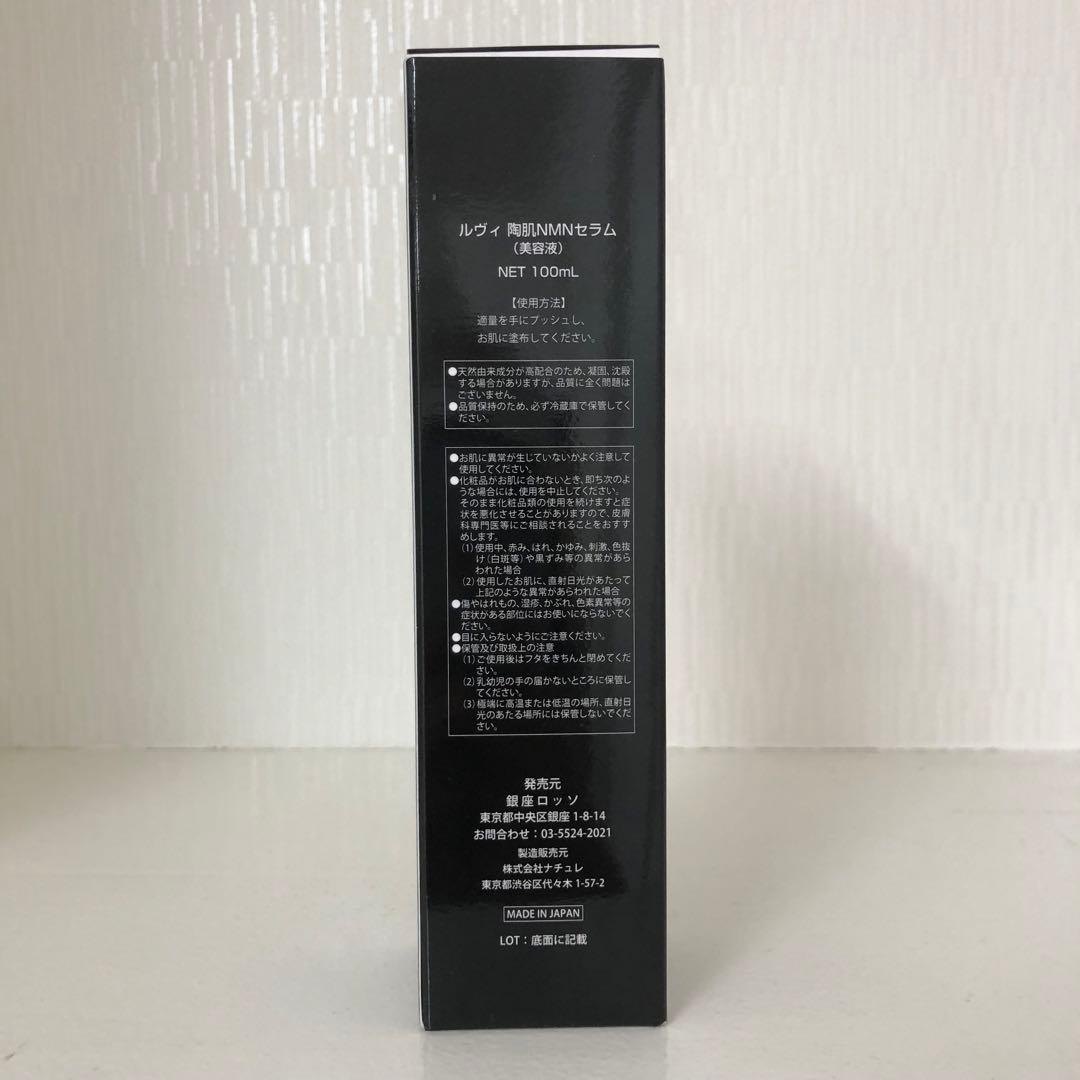 ルヴィ 陶肌NMNセラム
（美容液）
NET 100mL
【使用方法】
適量を手にプッシュし、
お肌に塗布してください。
●天然由来成分が高配合のため、凝固、沈殿
する場合がありますが、品質に全く問題は
ございません。
●品質保持のため、必ず冷蔵庫で保管してく
ださい。
●お肌に異常が生じていないかよく注意して
使用してください。
●化粧品がお肌に合わないとき、即ち次のよ
うな場合には、使用を中止してください。
そのまま化粧品類の使用を続けますと症
状を悪化させることがありますので、皮膚
科専門医等にご相談されることをおすす
めします。
（1）使用中、赤み、はれ、かゆみ、刺激、色抜
け（白斑等）や黒ずみ等の異常があら
われた場合
（2）使用したお肌に、直射日光があたって
上記のような異常があらわれた場合
●傷やはれもの、湿疹、かぶれ、色素異常等の
症状がある部位にはお使いにならないでく
ださい。
●目に入らないようにご注意ください。
●保管及び取扱上の注意
（1）ご使用後はフタをきちんと閉めてくだ
さい。
（2）乳幼児の手の届かないところに保管し
てください。
（3）極端に高温または低温の場所、直射日
光のあたる場所には保管しないでくだ
さい。
発売元
銀座ロッソ
東京都中央区銀座 1-8-14
お問合わせ：03-5524-2021
製造販売元
株式会社ナチュレ
東京都渋谷区代々木 1-57-2
MADE IN JAPAN
LOT：底面に記載